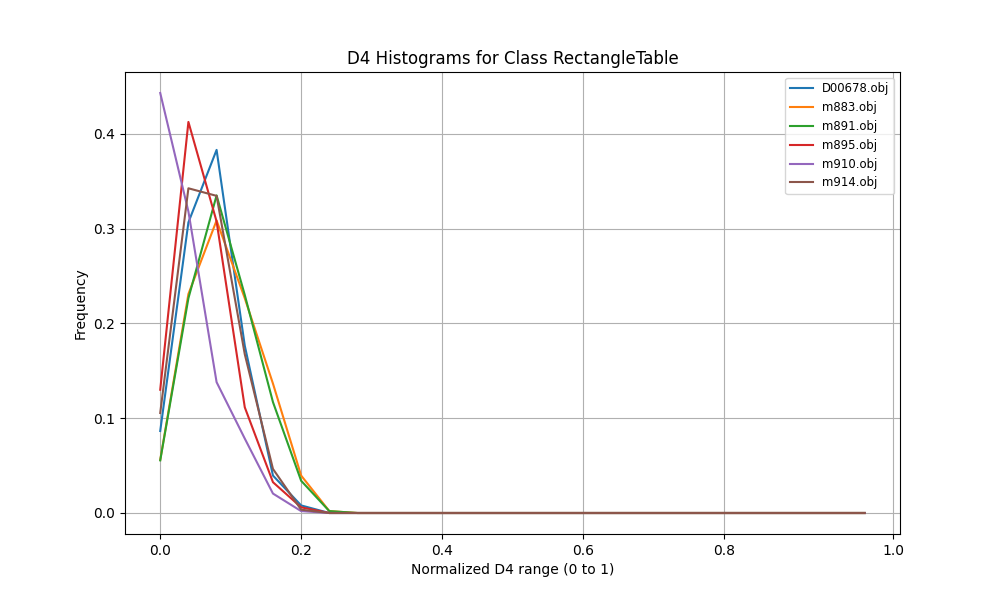 D4 Histograms for Class RectangleTable
D00678.obj
m883.obj
m891.obj
m895.obj
m910.obj
m914.obj
Frequency
0.4
0.3
0.2
0.1
0.0
0.0 0.2 0.4 0.6 0.8 1.0
Normalized D4 range (0 to 1)